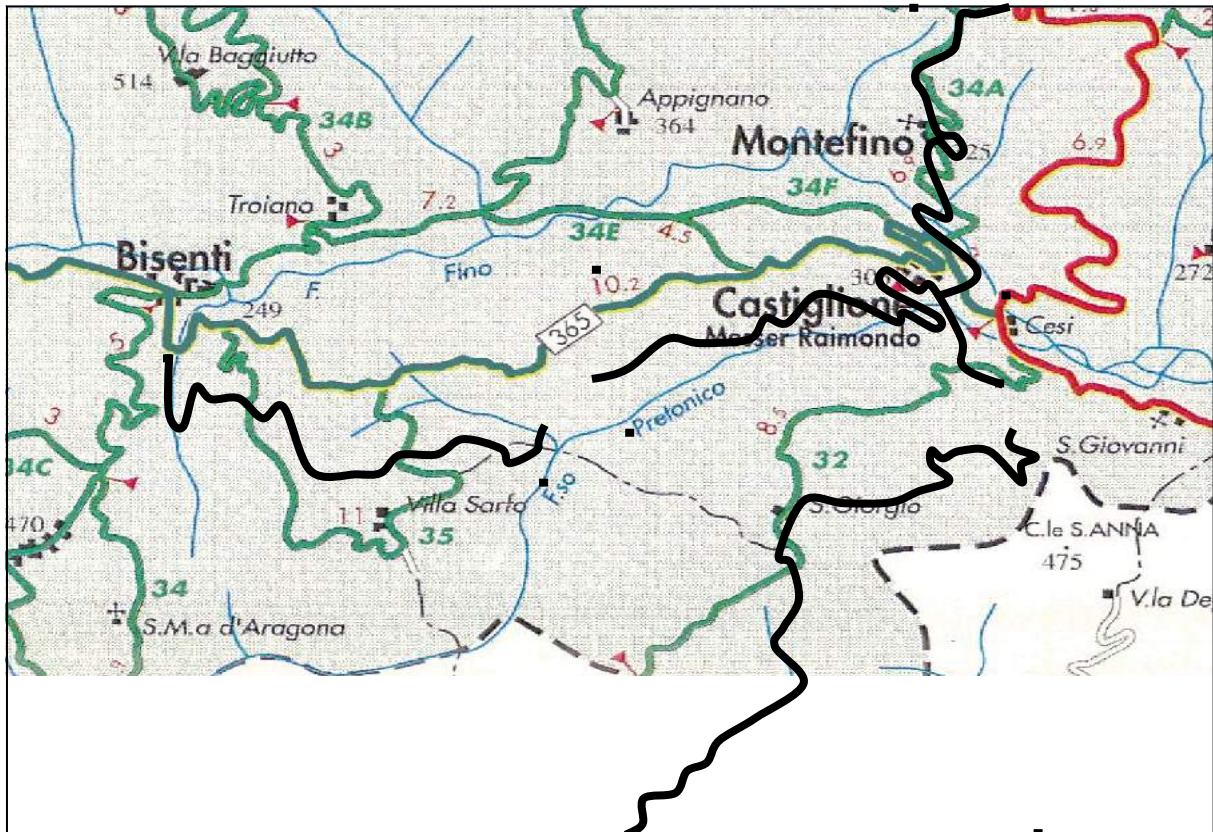 V.la Baggiutto
514
34B
3
Appignano
364
34A
Montefino
6.9
Troiano
7.2
34F
34E
4.5
Bisenti
Fino
F.
10.2
249
272
Castiglione
Messer Raimondo
365
Cesi
5
3
Pretonico
8.5
34C
32
S.Giovanni
F.so
Villa Sarfo
11
35
S.Giorgio
470
C.le S.ANNA
475
34
V.la De
S.M.a d'Aragona